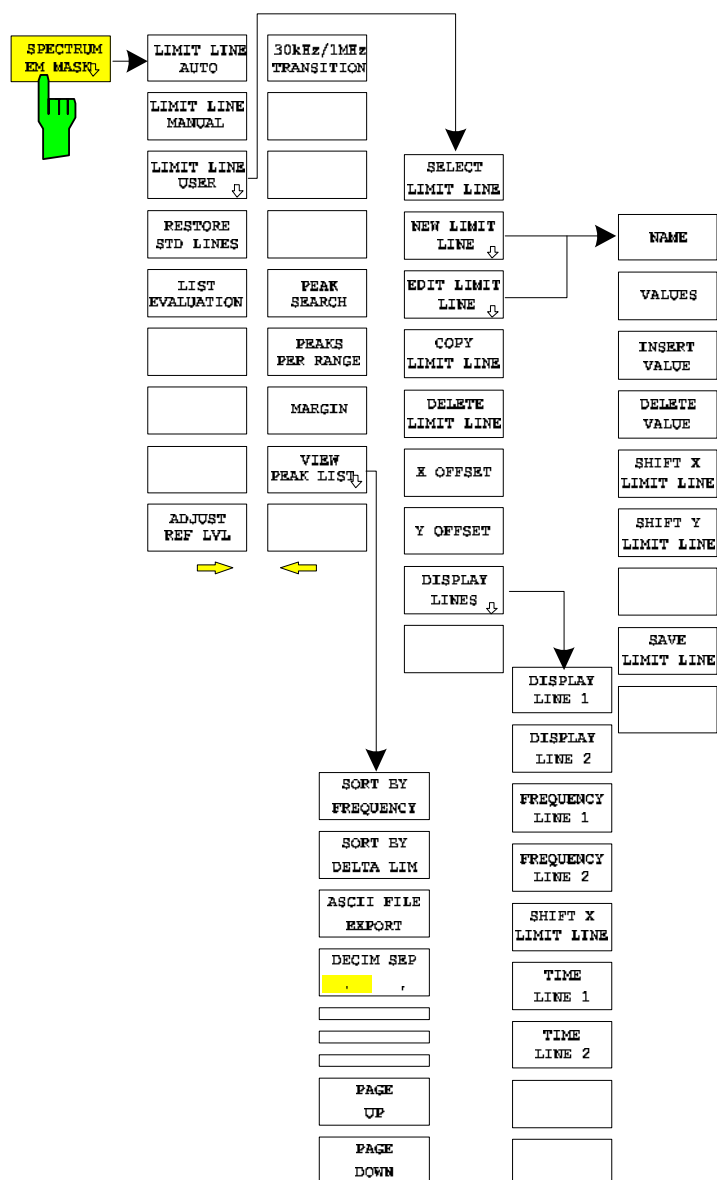 SPECTRUM
EM MASK
LIMIT LINE
AUTO
LIMIT LINE
MANUAL
LIMIT LINE
USER
RESTORE
STD LINES
LIST
EVALUATION
ADJUST
REF LVL
30kHz/1MHz
TRANSITION
PEAK
SEARCH
PEAKS
PER RANGE
MARGIN
VIEW
PEAK LIST
SELECT
LIMIT LINE
NEW LIMIT
LINE
EDIT LIMIT
LINE
COPY
LIMIT LINE
DELETE
LIMIT LINE
X OFFSET
Y OFFSET
DISPLAY
LINES
NAME
VALUES
INSERT
VALUE
DELETE
VALUE
SHIFT X
LIMIT LINE
SHIFT Y
LIMIT LINE
SAVE
LIMIT LINE
DISPLAY
LINE 1
DISPLAY
LINE 2
FREQUENCY
LINE 1
FREQUENCY
LINE 2
SHIFT X
LIMIT LINE
TIME
LINE 1
TIME
LINE 2
SORT BY
FREQUENCY
SORT BY
DELTA LIM
ASCII FILE
EXPORT
DECIM SEP
. ,
PAGE
UP
PAGE
DOWN